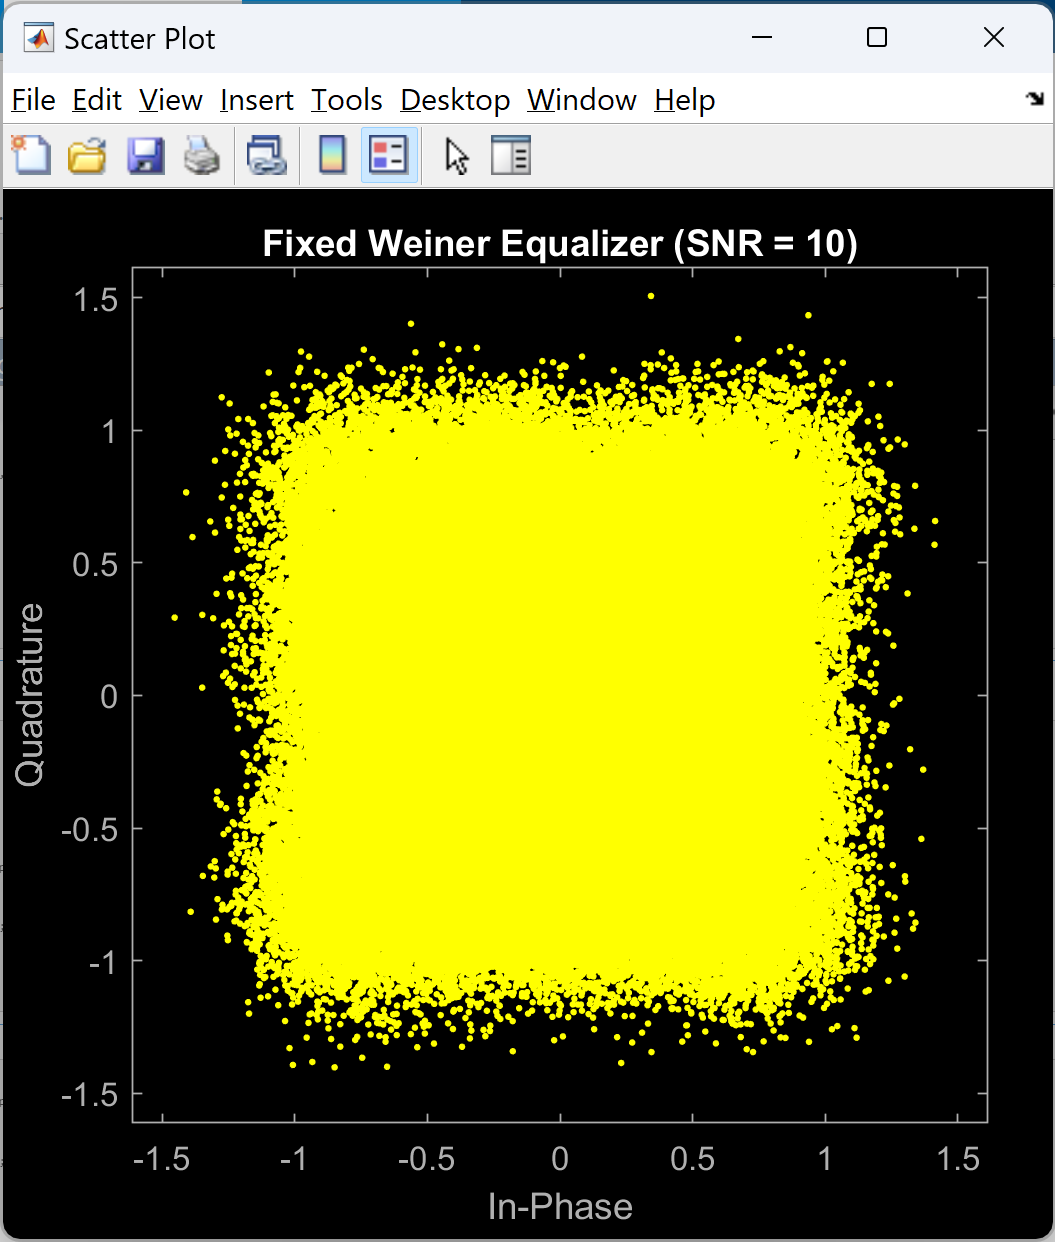 Scatter Plot
File Edit View Insert Tools Desktop Window Help
Fixed Weiner Equalizer (SNR = 10)
1.5
1
0.5
0
-0.5
-1
-1.5
Quadrature
-1.5 -1 -0.5 0 0.5 1 1.5
In-Phase